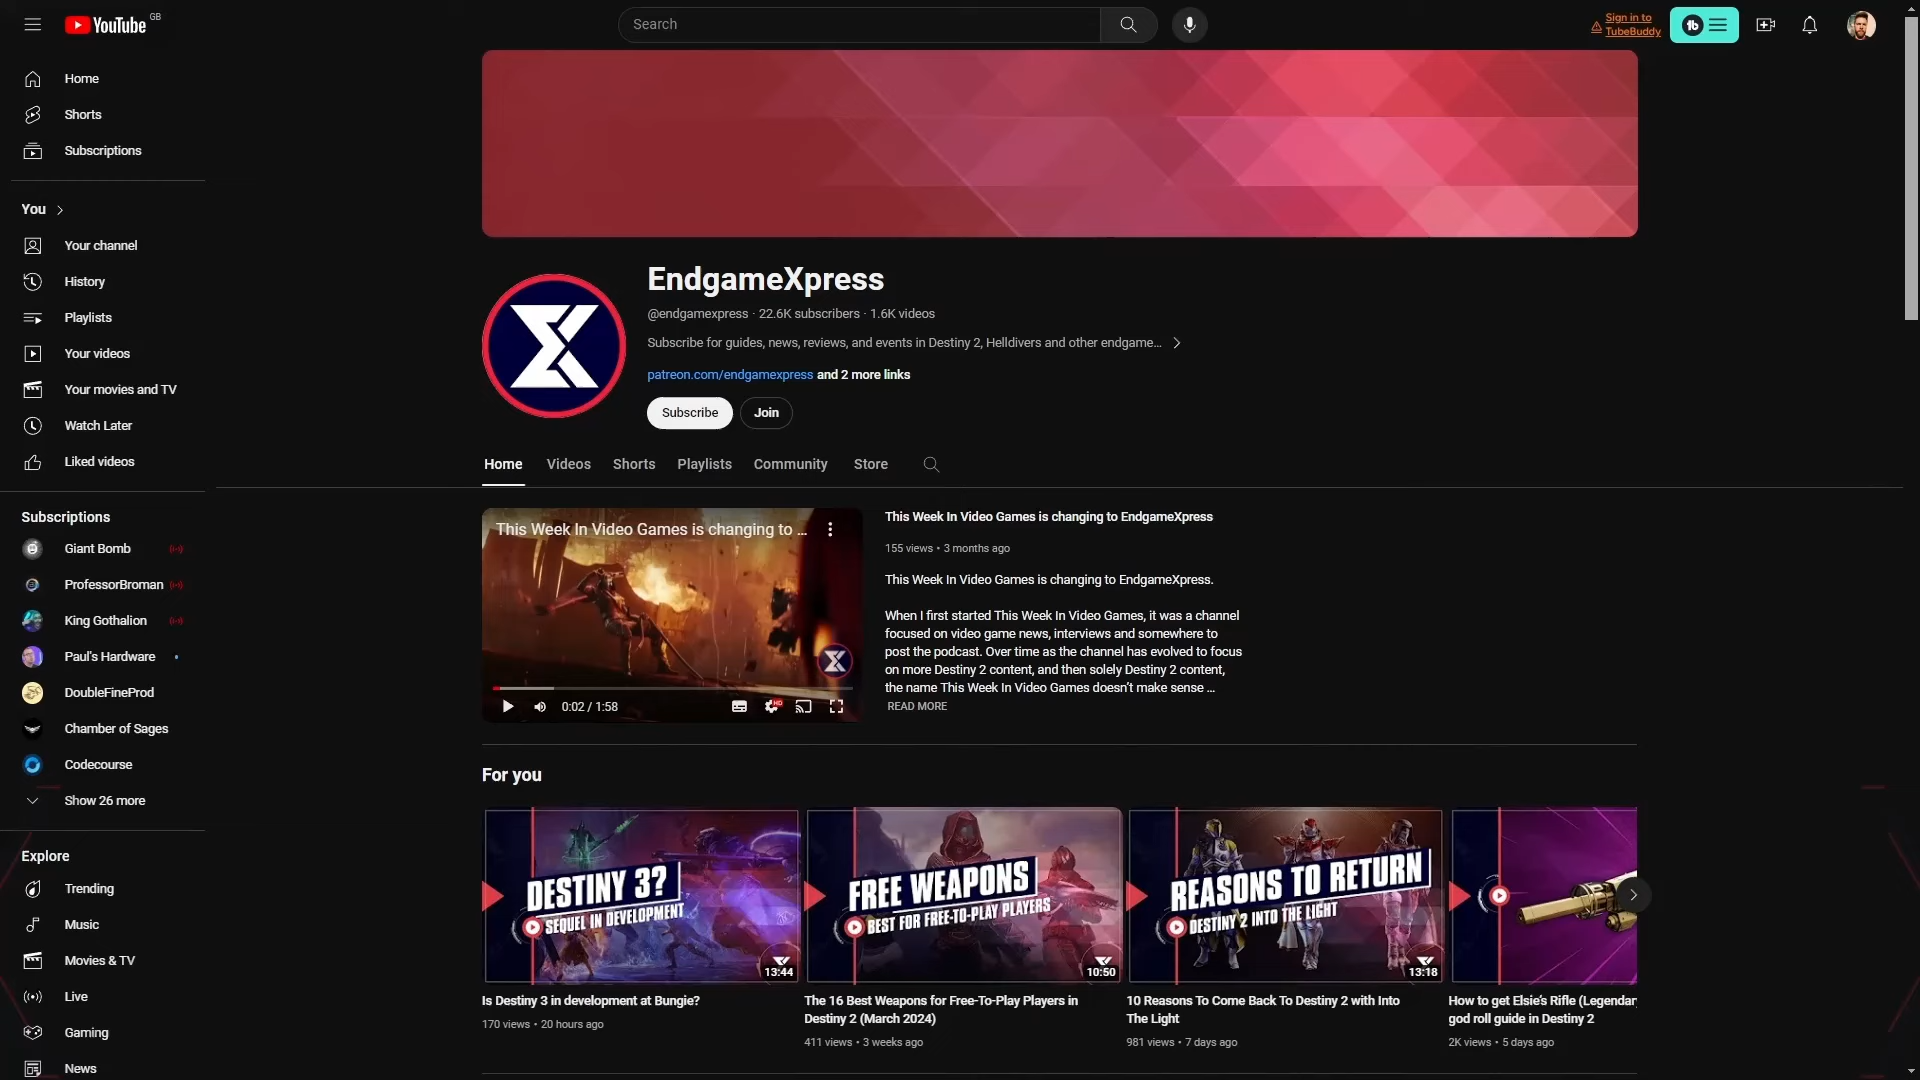 YouTube GB
Search
Sign in to
TubeBuddy
Home
Shorts
Subscriptions
You
Your channel
History
Playlists
Your videos
Your movies and TV
Watch Later
Liked videos
Subscriptions
Giant Bomb
ProfessorBroman
King Gothalion
Paul's Hardware
DoubleFineProd
Chamber of Sages
Codecourse
Show 26 more
Explore
Trending
Music
Movies & TV
Live
Gaming
News
EndgameXpress
@endgamexpress · 22.6K subscribers · 1.6K videos
Subscribe for guides, news, reviews, and events in Destiny 2, Helldivers and other endgame...
patreon.com/endgamexpress and 2 more links
Subscribe
Join
Home
Videos
Shorts
Playlists
Community
Store
This Week In Video Games is changing to ...
HD
0:02 / 1:58
This Week In Video Games is changing to EndgameXpress
155 views • 3 months ago
This Week In Video Games is changing to EndgameXpress.
When I first started This Week In Video Games, it was a channel
focused on video game news, interviews and somewhere to
post the podcast. Over time as the channel has evolved to focus
on more Destiny 2 content, and then solely Destiny 2 content,
the name This Week In Video Games doesn't make sense ...
READ MORE
For you
DESTINY 3?
SEQUEL IN DEVELOPMENT
13:44
Is Destiny 3 in development at Bungie?
170 views • 20 hours ago
FREE WEAPONS
BEST FOR FREE-TO-PLAY PLAYERS
10:50
The 16 Best Weapons for Free-To-Play Players in
Destiny 2 (March 2024)
411 views • 3 weeks ago
REASONS TO RETURN
DESTINY 2 INTO THE LIGHT
13:18
10 Reasons To Come Back To Destiny 2 with Into
The Light
981 views • 7 days ago
How to get Elsie's Rifle (Legendary
god roll guide in Destiny 2
2K views • 5 days ago